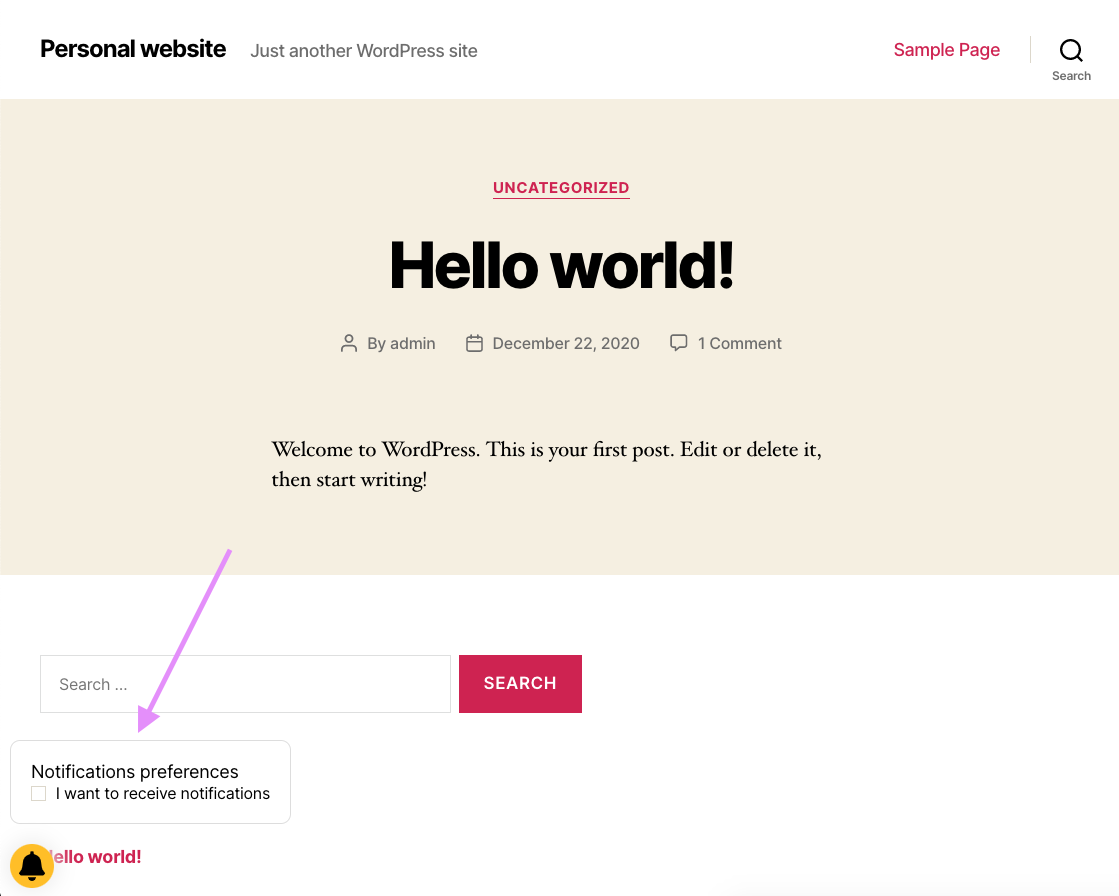 Personal website Just another WordPress site Sample Page
Search
UNCATEGORIZED
Hello world!
By admin December 22, 2020 1 Comment
Welcome to WordPress. This is your first post. Edit or delete it,
then start writing!
Search …
SEARCH
Notifications preferences
I want to receive notifications
ello world!